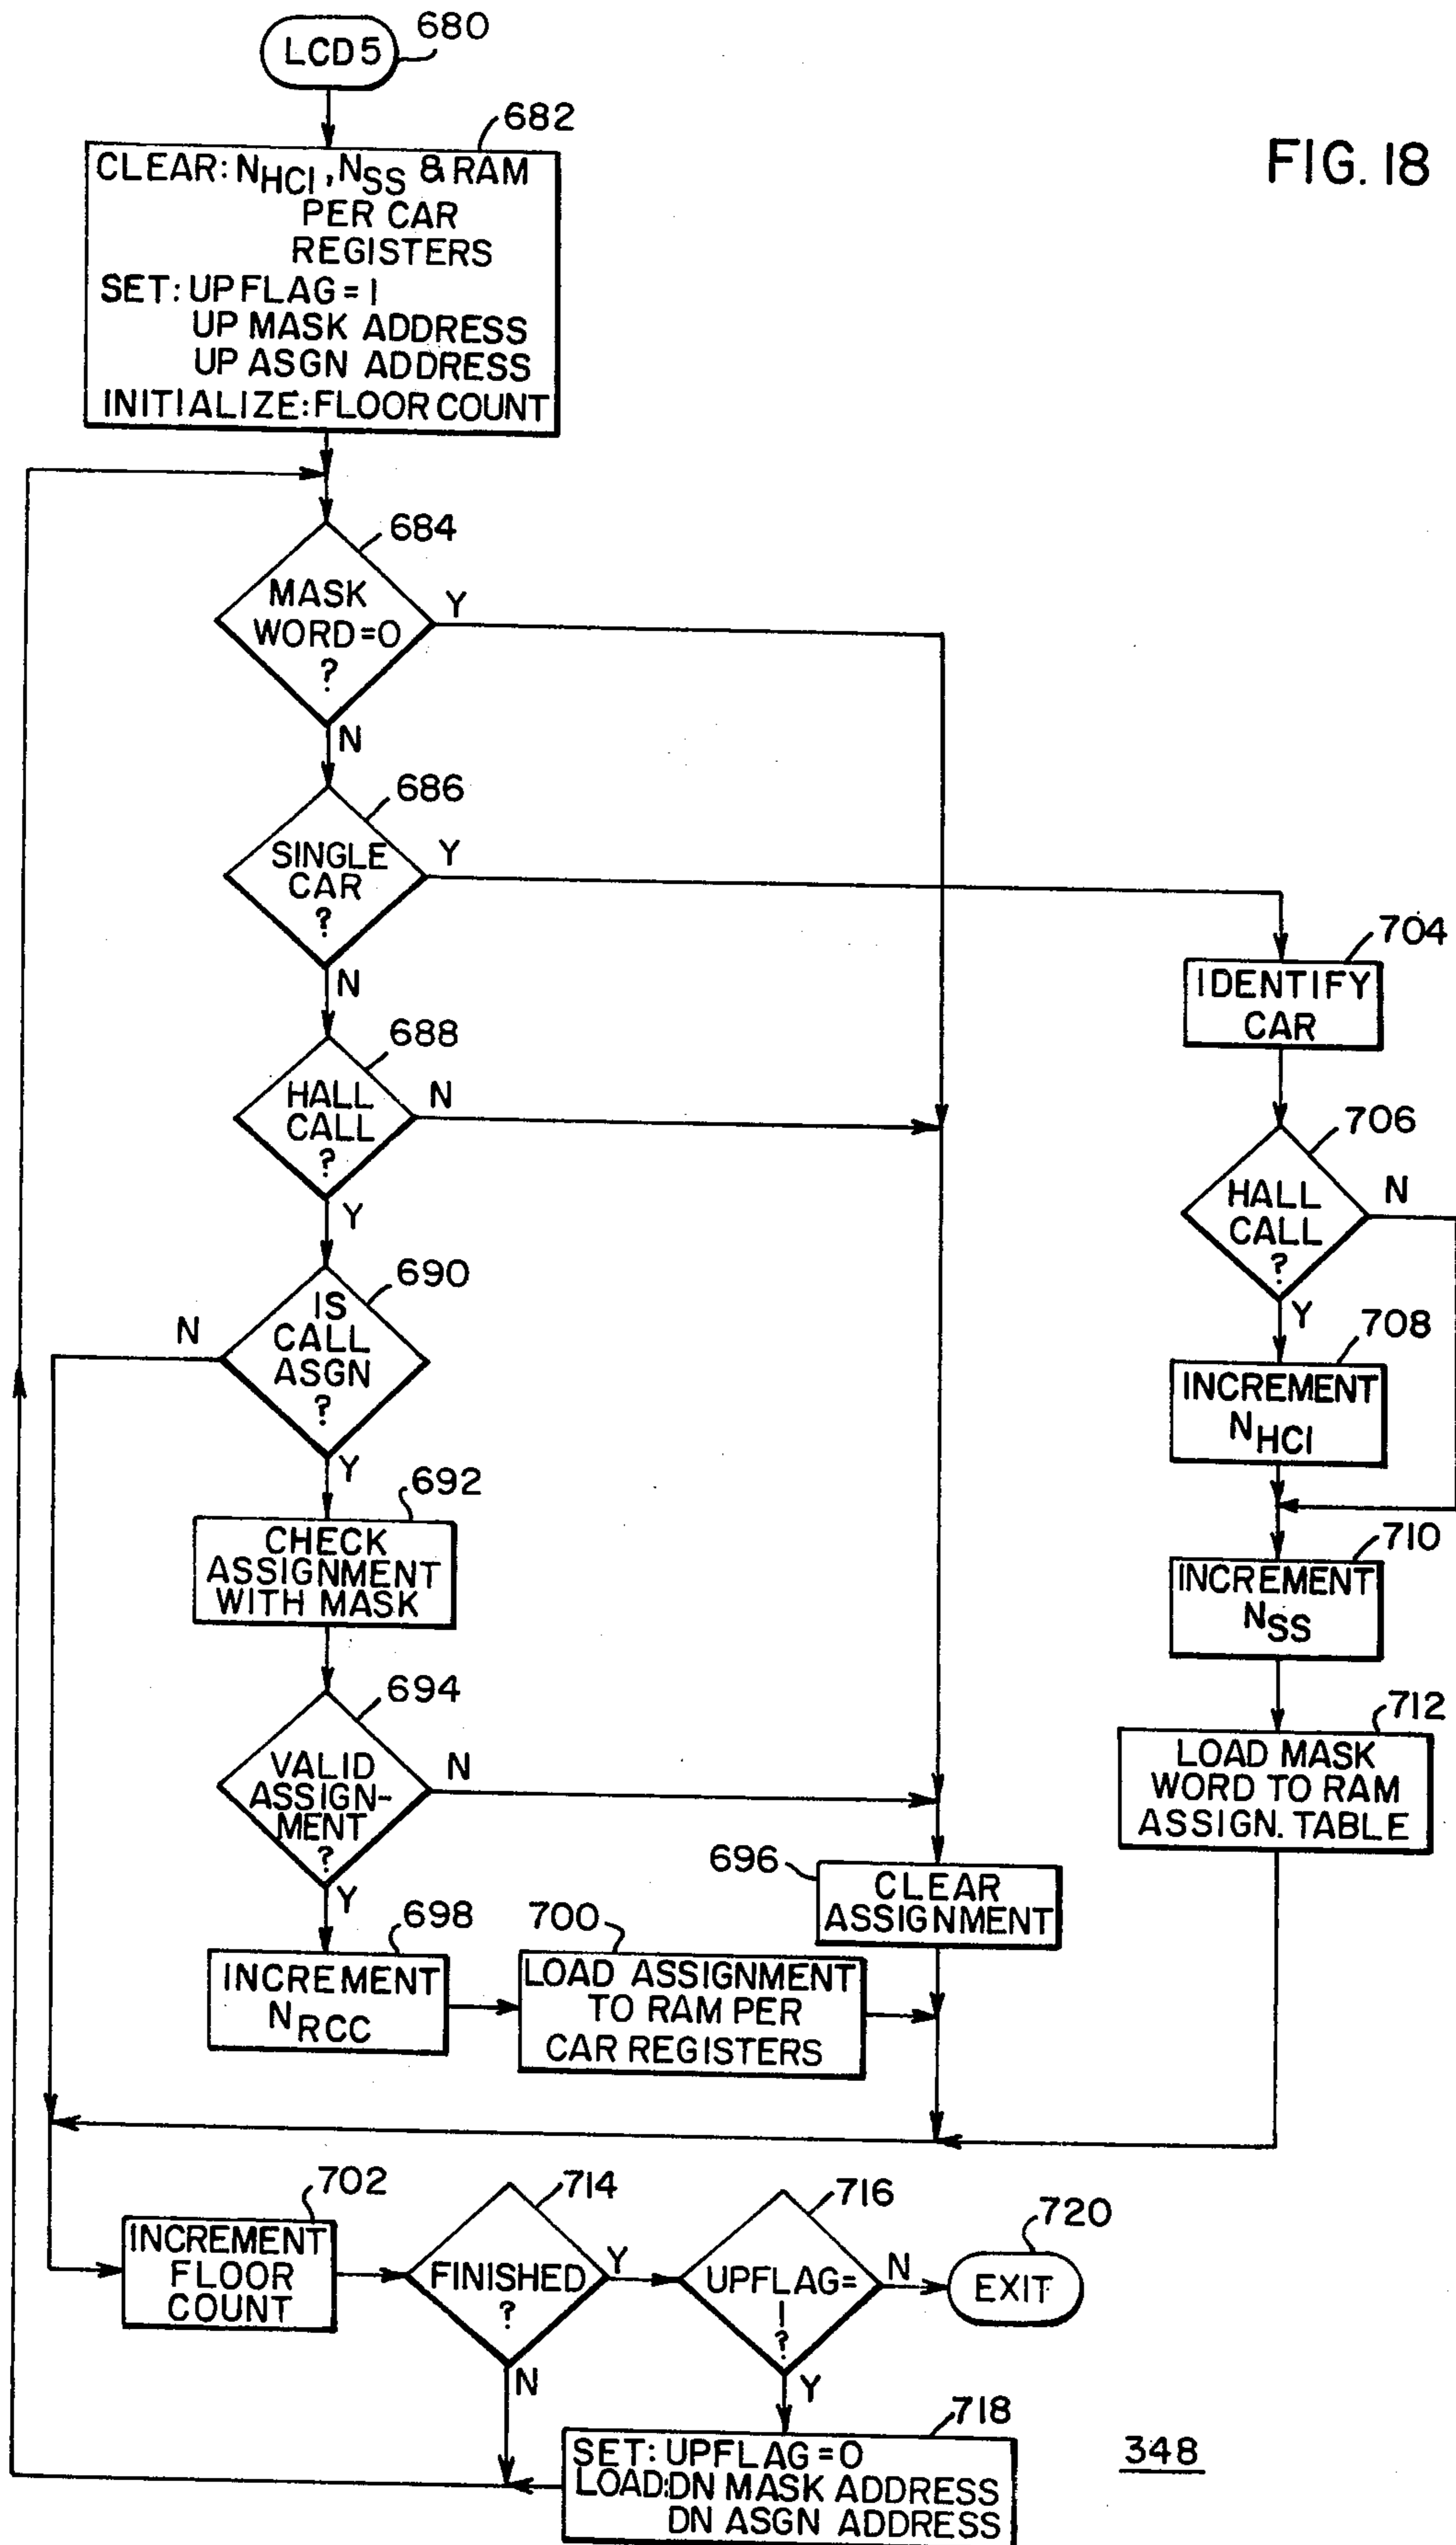 LCD5
680
682
FIG. 18
CLEAR: NHCI, NSS & RAM
PER CAR
REGISTERS
SET: UPFLAG = 1
UP MASK ADDRESS
UP ASGN ADDRESS
INITIALIZE: FLOOR COUNT
684
MASK
WORD=0
?
Y
N
686
SINGLE
CAR
?
Y
N
704
IDENTIFY
CAR
688
HALL
CALL
?
N
Y
706
HALL
CALL
?
N
Y
690
IS
CALL
ASGN
?
N
Y
708
INCREMENT
NHCI
692
CHECK
ASSIGNMENT
WITH MASK
710
INCREMENT
NSS
694
VALID
ASSIGN-
MENT
?
N
Y
712
LOAD MASK
WORD TO RAM
ASSIGN. TABLE
696
CLEAR
ASSIGNMENT
698
INCREMENT
NRCC
700
LOAD ASSIGNMENT
TO RAM PER
CAR REGISTERS
702
INCREMENT
FLOOR
COUNT
714
FINISHED
?
Y
N
716
UPFLAG=
1
?
N
Y
720
EXIT
718
SET: UPFLAG = 0
LOAD: DN MASK ADDRESS
DN ASGN ADDRESS
348